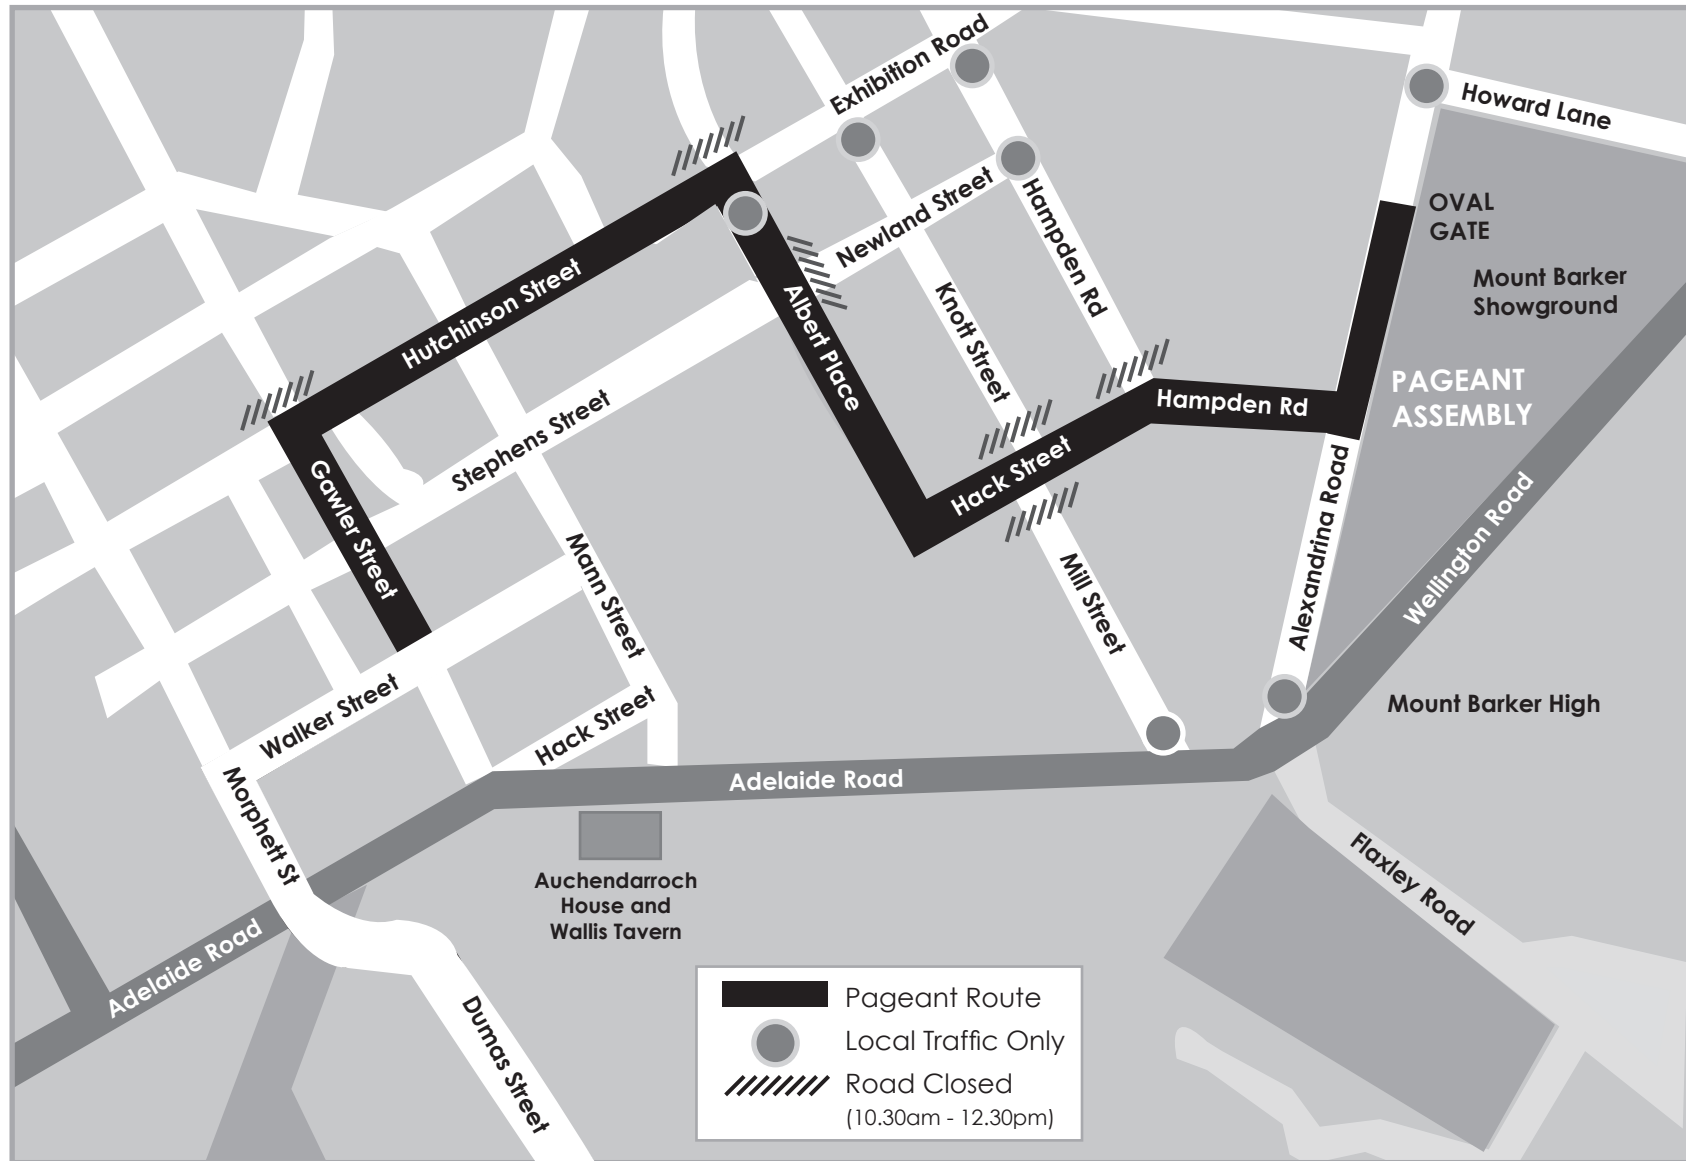 Exhibition Road
Howard Lane
OVAL
GATE
Newland Street
Hampden Rd
Mount Barker
Showground
Hutchinson Street
Albert Place
Knott Street
PAGEANT
ASSEMBLY
Hampden Rd
Stephens Street
Hack Street
Gawler Street
Alexandrina Road
Wellington Road
Mann Street
Mill Street
Walker Street
Hack Street
Mount Barker High
Adelaide Road
Morphett St
Auchendarroch
House and
Wallis Tavern
Flaxley Road
Adelaide Road
Dumas Street
Pageant Route
Local Traffic Only
Road Closed
(10.30am - 12.30pm)